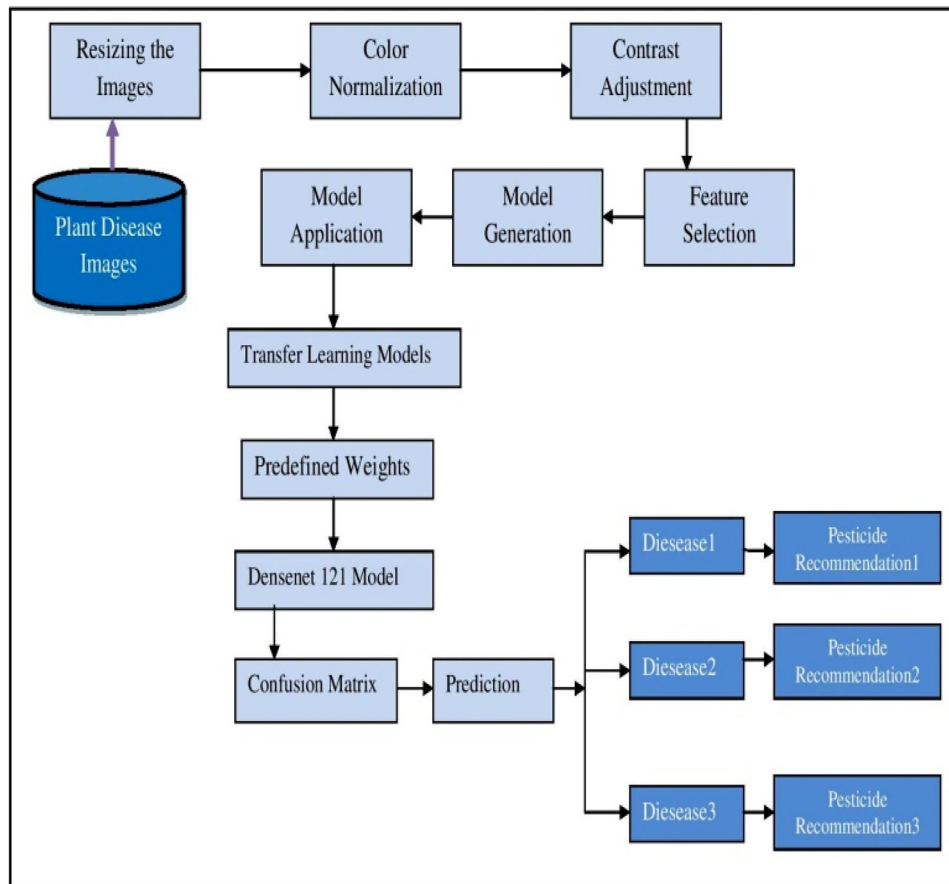 Resizing the
Images
Color
Normalization
Contrast
Adjustment
Plant Disease
Images
Model
Application
Model
Generation
Feature
Selection
Transfer Learning Models
Predefined Weights
Densenet 121 Model
Confusion Matrix
Prediction
Diesease1
Pesticide
Recommendation1
Diesease2
Pesticide
Recommendation2
Diesease3
Pesticide
Recommendation3